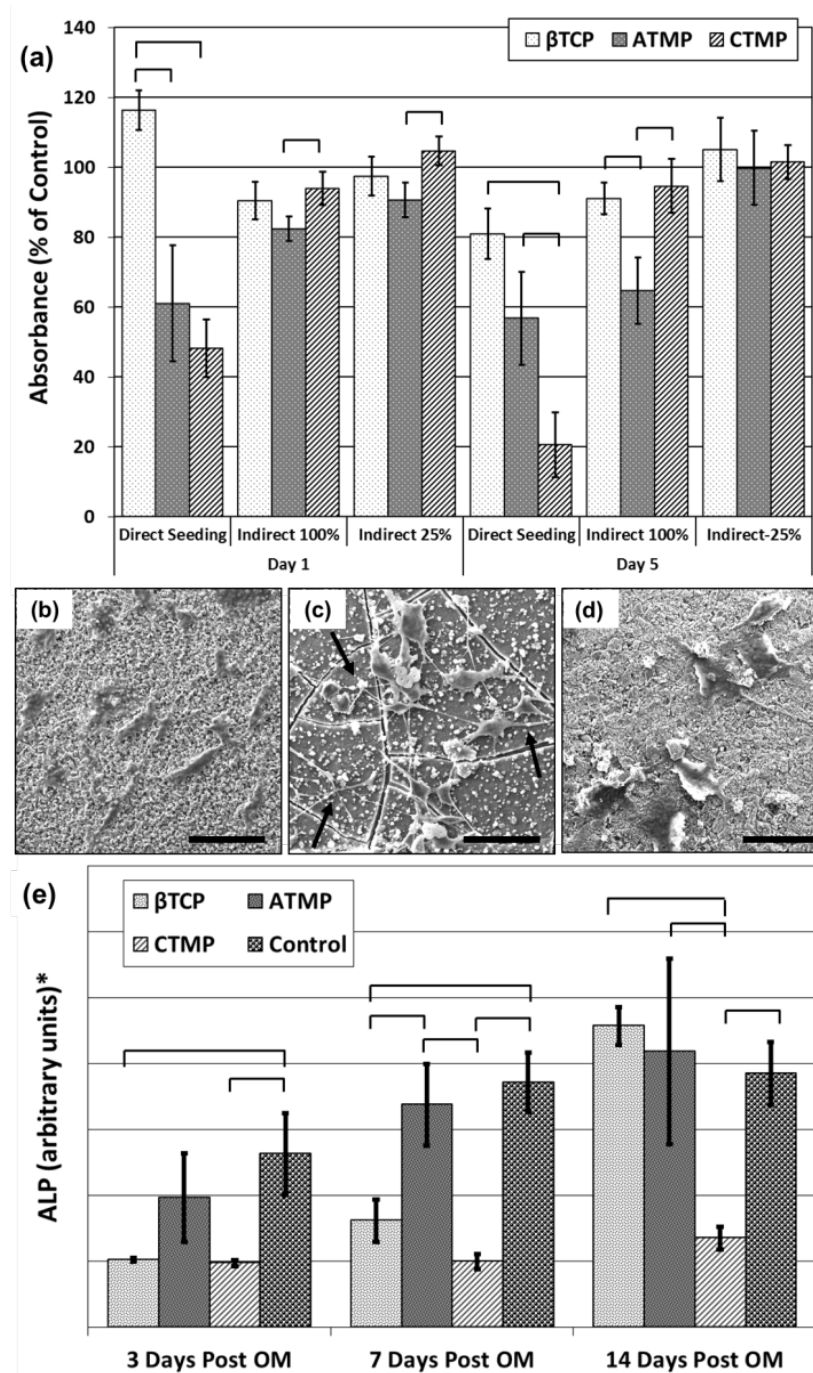 (a)
βTCP ATMP CTMP
Absorbance (% of Control)
140
120
100
80
60
40
20
0
Direct Seeding Indirect 100% Indirect 25% Direct Seeding Indirect 100% Indirect-25%
Day 1 Day 5
(b) (c) (d)
(e)
βTCP ATMP
CTMP Control
ALP (arbitrary units)*
3 Days Post OM 7 Days Post OM 14 Days Post OM